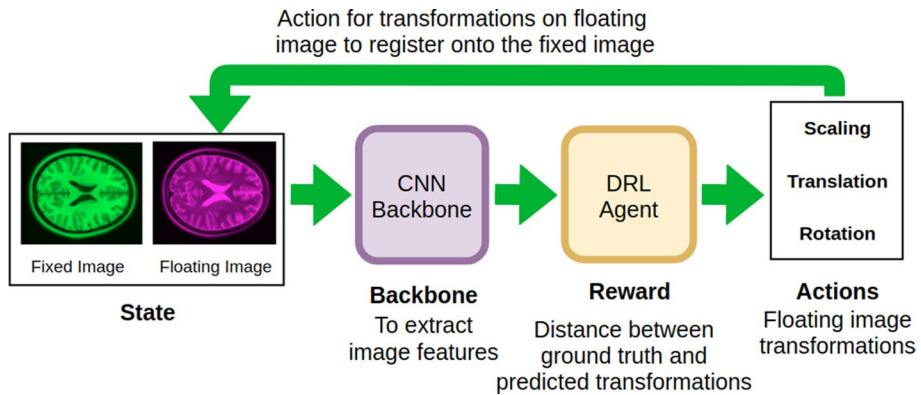 Action for transformations on floating
image to register onto the fixed image
Fixed Image
Floating Image
State
CNN
Backbone
Backbone
To extract
image features
DRL
Agent
Reward
Distance between
ground truth and
predicted transformations
Scaling
Translation
Rotation
Actions
Floating image
transformations